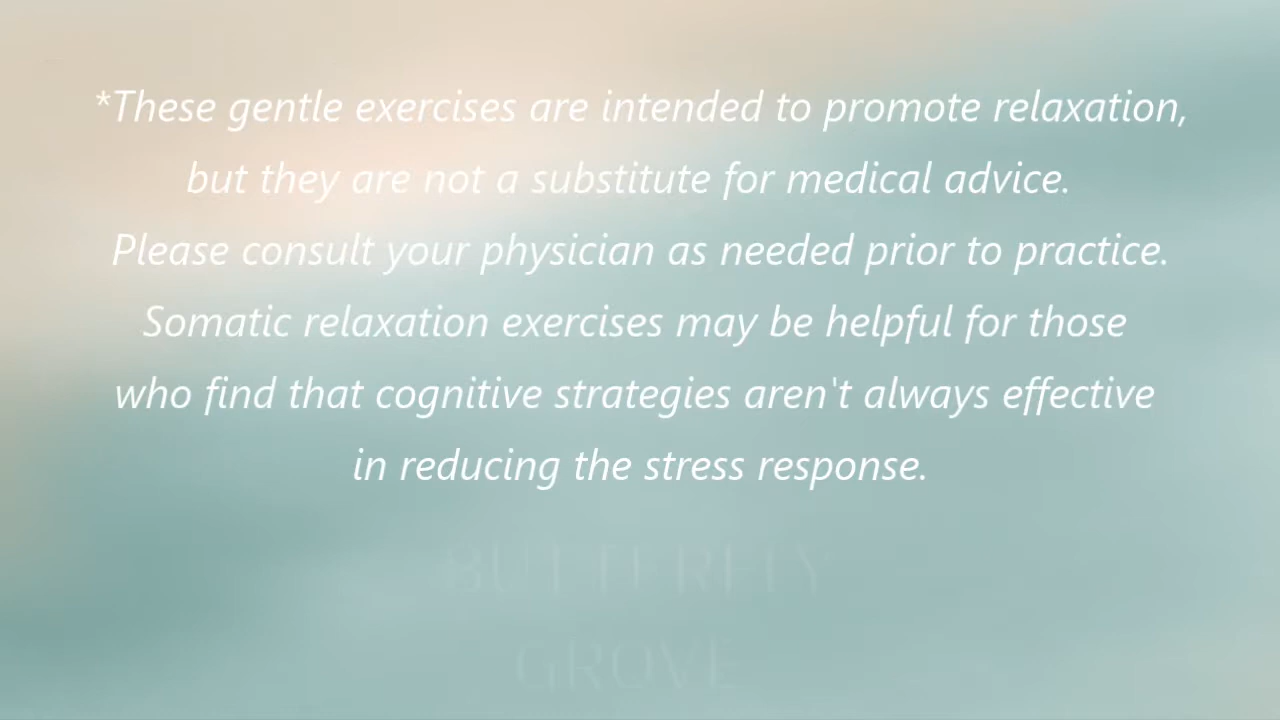 *These gentle exercises are intended to promote relaxation,
but they are not a substitute for medical advice.
Please consult your physician as needed prior to practice.
Somatic relaxation exercises may be helpful for those
who find that cognitive strategies aren't always effective
in reducing the stress response.
BUTTERFLY
GROVE